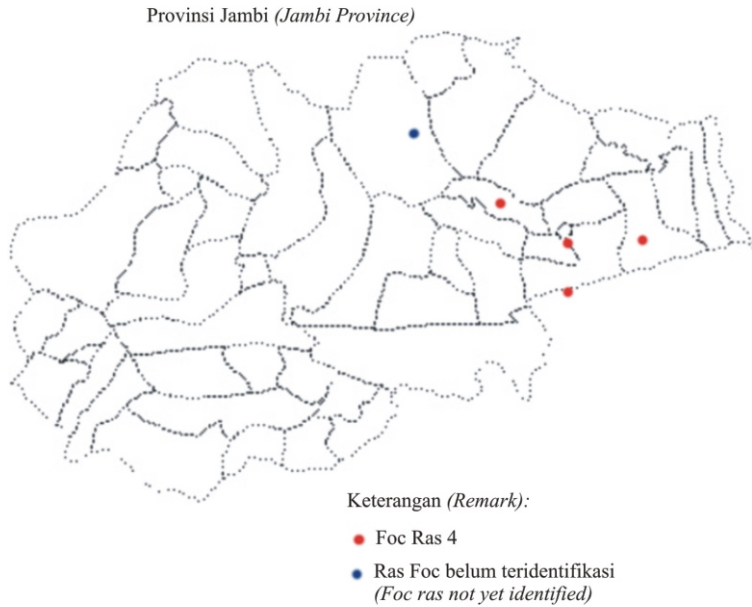 Provinsi Jambi (Jambi Province)
Keterangan (Remark):
Foc Ras 4
Ras Foc belum teridentifikasi
(Foc ras not yet identified)